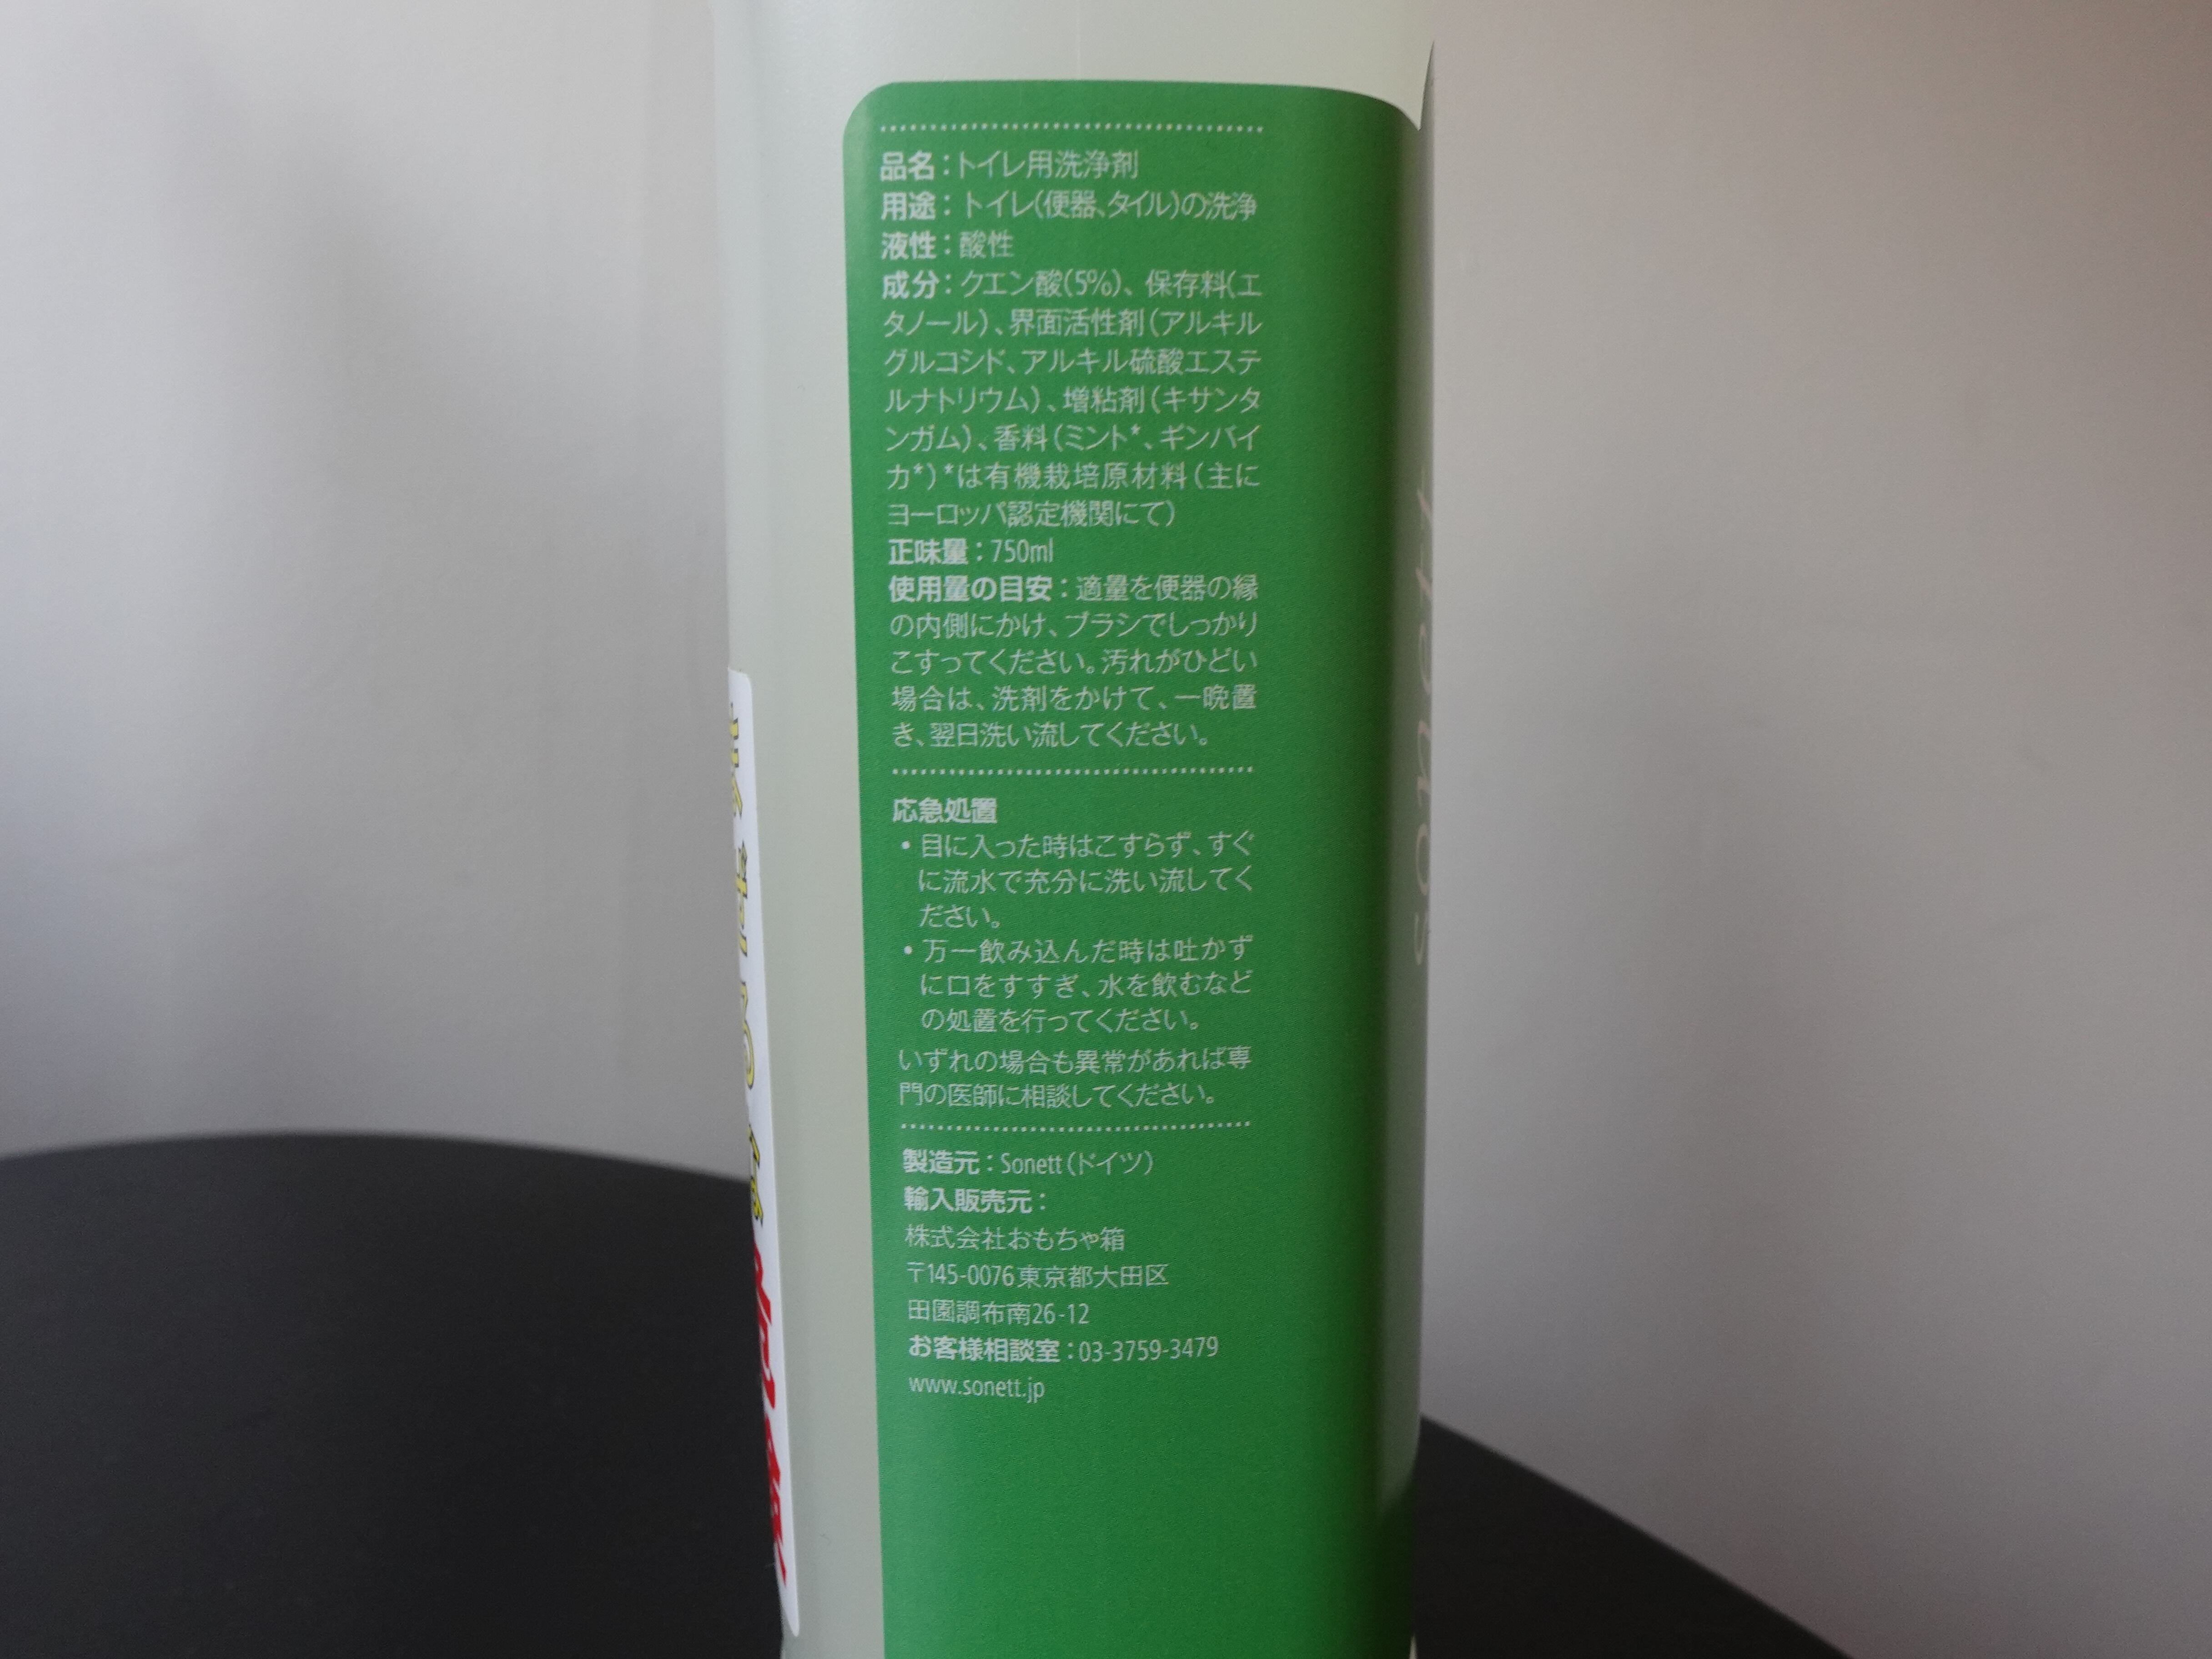 品名：トイレ用洗浄剤
用途：トイレ(便器、タイル)の洗浄
液性：酸性
成分：クエン酸(5%)、保存料(エ
タノール)、界面活性剤(アルキル
グルコシド、アルキル硫酸エステ
ルナトリウム)、増粘剤(キサンタ
ンガム)、香料(ミント*、ギンバイ
カ*)*は有機栽培原材料(主に
ヨーロッパ認定機関にて)
正味量：750ml
使用量の目安：適量を便器の縁
の内側にかけ、ブラシでしっかり
こすってください。汚れがひどい
場合は、洗剤をかけて、一晩置
き、翌日洗い流してください。
応急処置
• 目に入った時はこすらず、すぐ
に流水で充分に洗い流してく
ださい。
• 万一飲み込んだ時は吐かず
に口をすすぎ、水を飲むなど
の処置を行ってください。
いずれの場合も異常があれば専
門の医師に相談してください。
製造元：Sonett(ドイツ)
輸入販売元：
株式会社おもちゃ箱
〒145-0076東京都大田区
田園調布南26-12
お客様相談室：03-3759-3479
www.sonett.jp
sonett